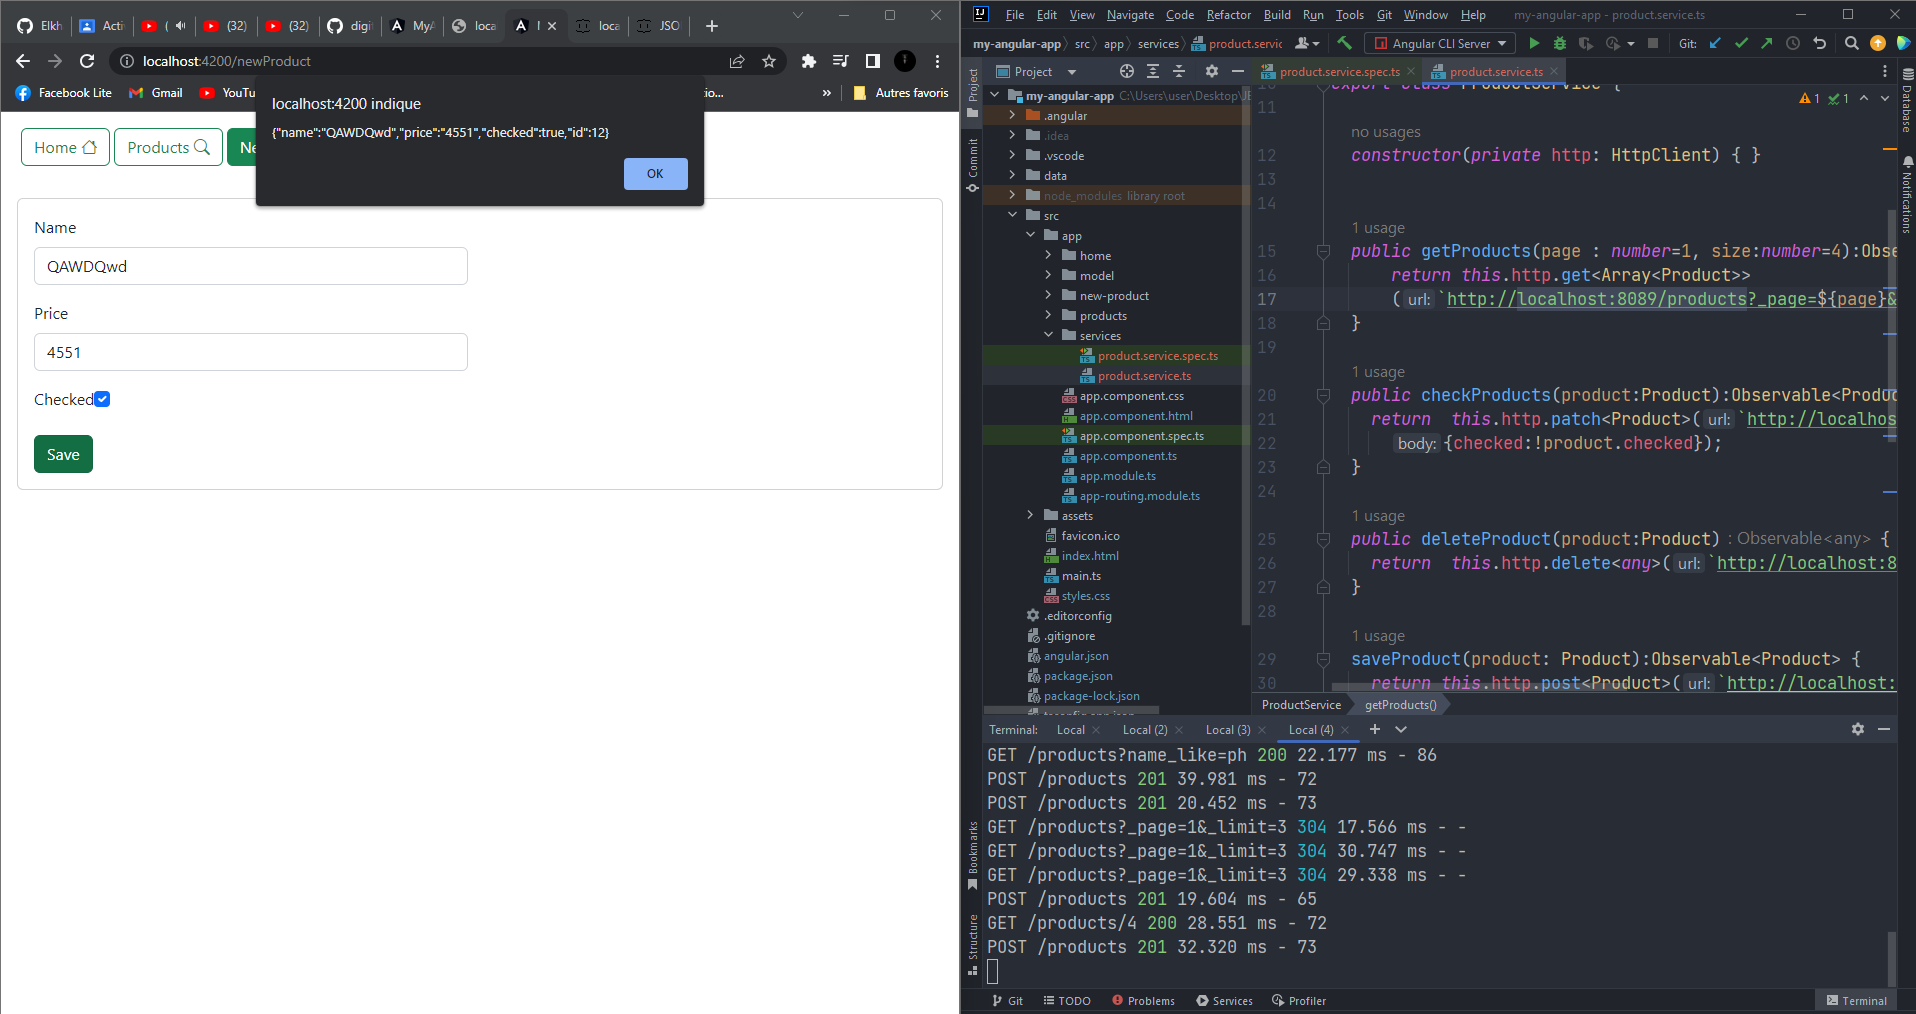 Elkh
Acti
(
(32)
(32)
digit
MyA
loca
N
loca
JSO
localhost:4200/newProduct
Facebook Lite
Gmail
YouTu
tio...
»
Autres favoris
localhost:4200 indique
{"name":"QAWDQwd","price":"4551","checked":true,"id":12}
OK
Home
Products
Ne
Name
QAWDQwd
Price
4551
Checked
Save
File Edit View Navigate Code Refactor Build Run Tools Git Window Help my-angular-app - product.service.ts
my-angular-app > src > app > services > product.servic
Angular CLI Server
Git:
Project
product.service.spec.ts
product.service.ts
Project
Commit
Bookmarks
Structure
Database
Notifications
my-angular-app C:\Users\user\Desktop\JE
.angular
.idea
.vscode
data
node_modules library root
src
app
home
model
new-product
products
services
product.service.spec.ts
product.service.ts
app.component.css
app.component.html
app.component.spec.ts
app.component.ts
app.module.ts
app-routing.module.ts
assets
favicon.ico
index.html
main.ts
styles.css
.editorconfig
.gitignore
angular.json
package.json
package-lock.json
tsconfig.app.json
1 1
10 export class ProductService {
11
no usages
12 constructor(private http: HttpClient) { }
13
14
1 usage
15 public getProducts(page : number=1, size:number=4):Obse
16 return this.http.get<Array<Product>>
17 ( url: `http://localhost:8089/products?_page=${page}&
18 }
19
1 usage
20 public checkProducts(product:Product):Observable<Produc
21 return this.http.patch<Product>( url: `http://localhos
22 body: {checked:!product.checked});
23 }
24
1 usage
25 public deleteProduct(product:Product) : Observable<any> {
26 return this.http.delete<any>( url: `http://localhost:8
27 }
28
1 usage
29 saveProduct(product: Product):Observable<Product> {
30 return this.http.post<Product>( url: `http://localhost:
ProductService > getProducts()
Terminal: Local Local (2) Local (3) Local (4)
GET /products?name_like=ph 200 22.177 ms - 86
POST /products 201 39.981 ms - 72
POST /products 201 20.452 ms - 73
GET /products?_page=1&_limit=3 304 17.566 ms - -
GET /products?_page=1&_limit=3 304 30.747 ms - -
GET /products?_page=1&_limit=3 304 29.338 ms - -
POST /products 201 19.604 ms - 65
GET /products/4 200 28.551 ms - 72
POST /products 201 32.320 ms - 73
Git TODO Problems Services Profiler Terminal